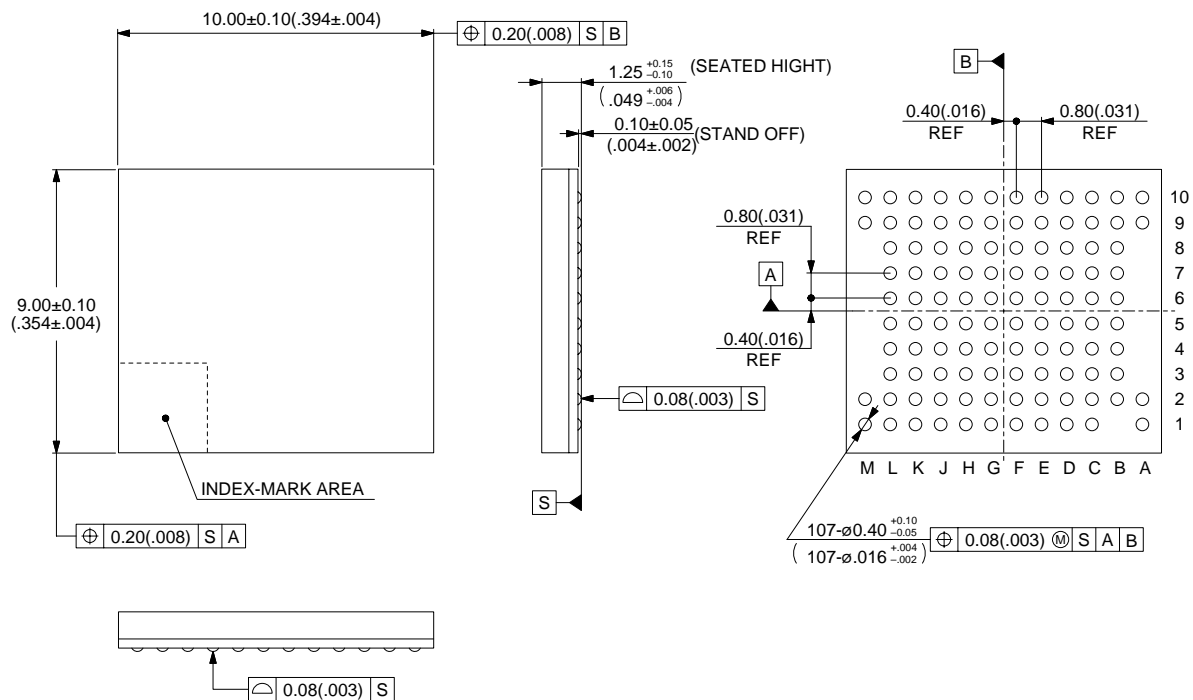 10.00±0.10(.394±.004)
⌖ 0.20(.008) S B
1.25 +0.15 −0.10 (SEATED HIGHT)
(.049 +.006 −.004)
0.10±0.05 (STAND OFF)
(.004±.002)
B
0.40(.016) REF
0.80(.031) REF
10
9
8
7
6
5
4
3
2
1
0.80(.031)
REF
A
0.40(.016)
REF
9.00±0.10
(.354±.004)
⌓ 0.08(.003) S
M L K J H G F E D C B A
INDEX-MARK AREA
S
⌖ 0.20(.008) S A
107-ø0.40 +0.10 −0.05
(107-ø.016 +.004 −.002)
⌖ 0.08(.003) Ⓜ S A B
⌓ 0.08(.003) S